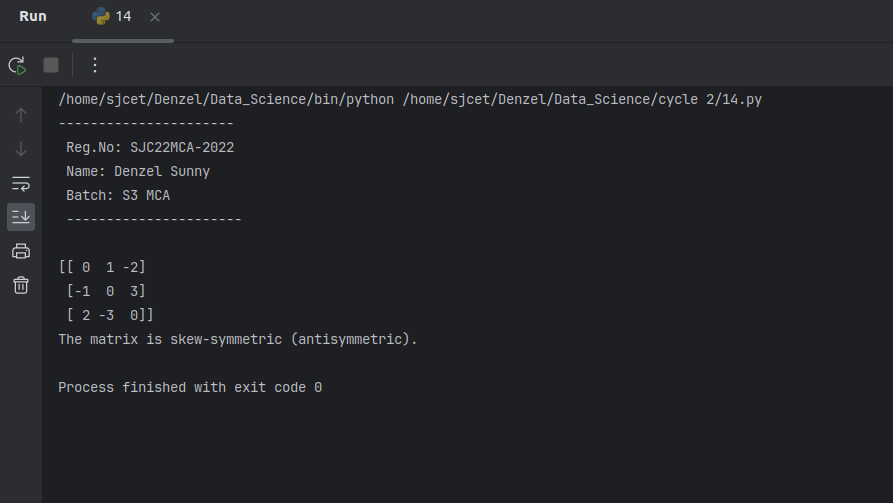 Run
14
/home/sjcet/Denzel/Data_Science/bin/python /home/sjcet/Denzel/Data_Science/cycle 2/14.py
----------------------
Reg.No: SJC22MCA-2022
Name: Denzel Sunny
Batch: S3 MCA
----------------------
[[ 0  1 -2]
 [-1  0  3]
 [ 2 -3  0]]
The matrix is skew-symmetric (antisymmetric).
Process finished with exit code 0